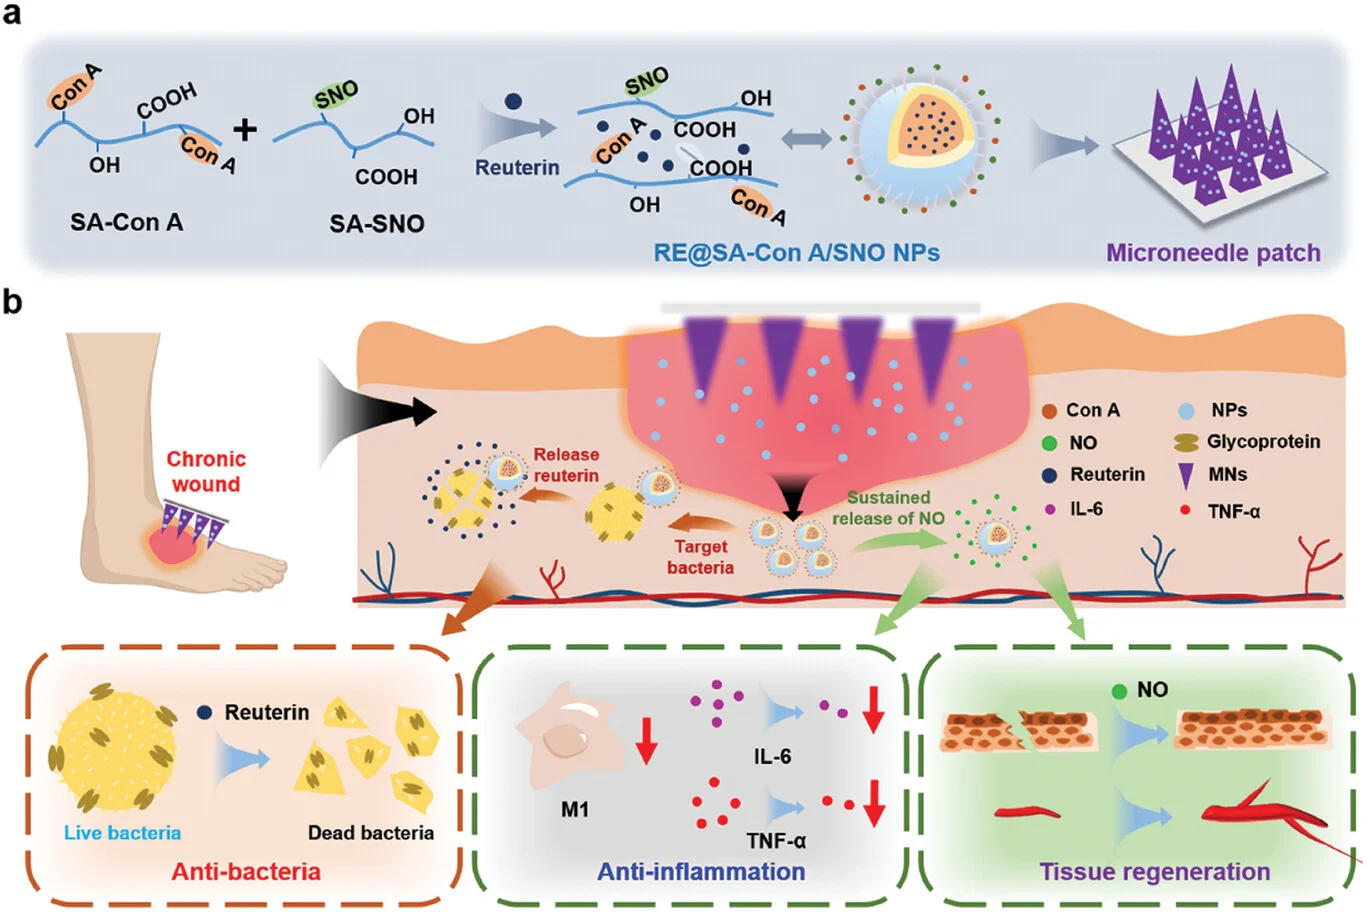 a
Con A
COOH
OH
Con A
SA-Con A
+
SNO
OH
COOH
SA-SNO
Reuterin
SNO
OH
Con A
COOH
COOH
OH
Con A
RE@SA-Con A/SNO NPs
Microneedle patch
b
Chronic
wound
Release
reuterin
Target
bacteria
Sustained
release of NO
Con A
NPs
NO
Glycoprotein
Reuterin
MNs
IL-6
TNF-α
Reuterin
Live bacteria
Dead bacteria
Anti-bacteria
M1
IL-6
TNF-α
Anti-inflammation
NO
Tissue regeneration